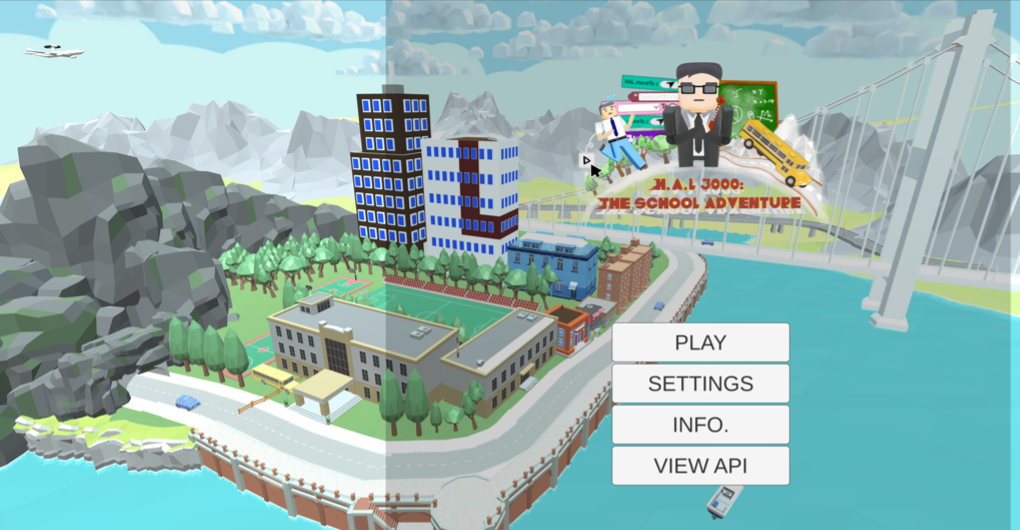 H.A.L 3000:
THE SCHOOL ADVENTURE
PLAY
SETTINGS
INFO.
VIEW API